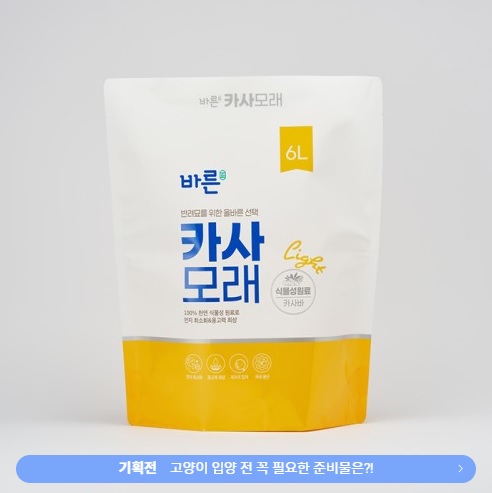 바른 카사모래
6L
바른
반려묘를 위한 올바른 선택
카사
모래
Light
식물성원료
카사바
100% 천연 식물성 원료로
먼지 최소화&응고력 최상
기획전 고양이 입양 전 꼭 필요한 준비물은?!